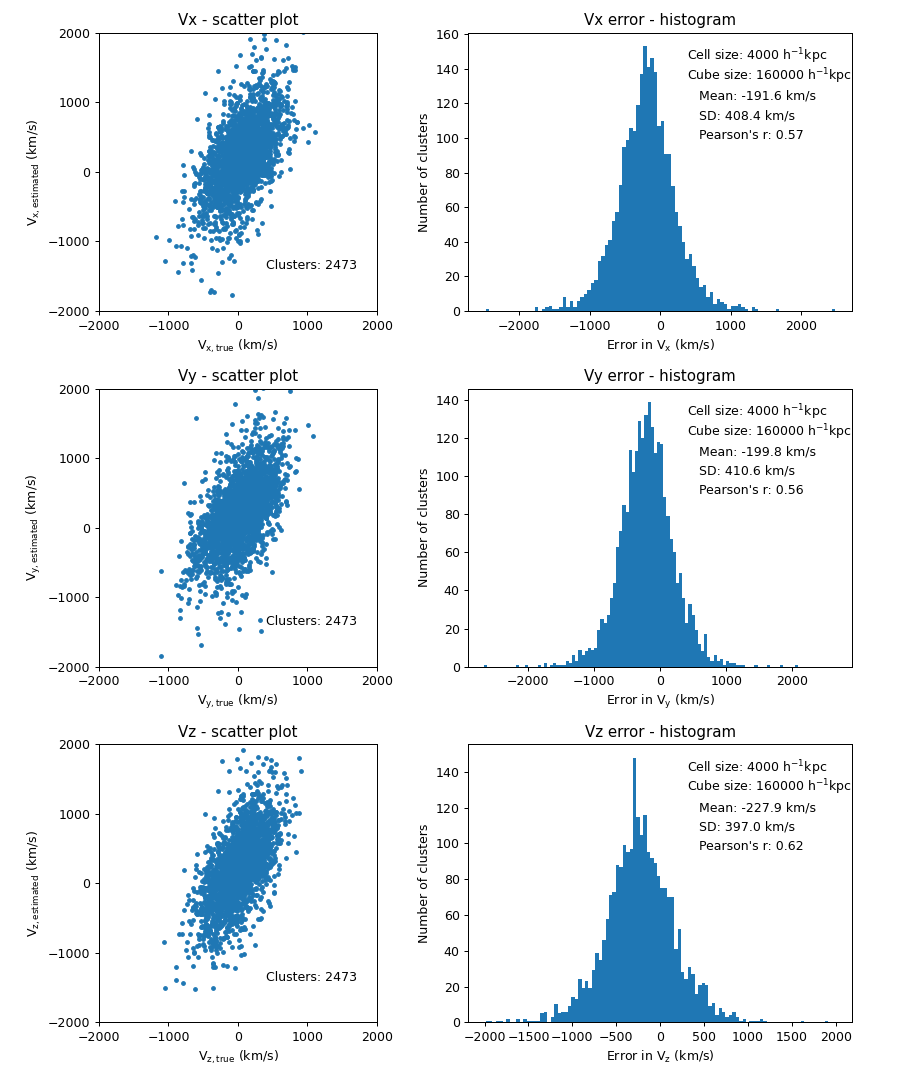 Vx - scatter plot
2000
1000
0
−1000
−2000
V_x, estimated (km/s)
Clusters: 2473
−2000 −1000 0 1000 2000
V_x, true (km/s)
Vx error - histogram
160
140
120
100
80
60
40
20
0
Number of clusters
Cell size: 4000 h⁻¹kpc
Cube size: 160000 h⁻¹kpc
Mean: -191.6 km/s
SD: 408.4 km/s
Pearson's r: 0.57
−2000 −1000 0 1000 2000
Error in V_x (km/s)
Vy - scatter plot
2000
1000
0
−1000
−2000
V_y, estimated (km/s)
Clusters: 2473
−2000 −1000 0 1000 2000
V_y, true (km/s)
Vy error - histogram
140
120
100
80
60
40
20
0
Number of clusters
Cell size: 4000 h⁻¹kpc
Cube size: 160000 h⁻¹kpc
Mean: -199.8 km/s
SD: 410.6 km/s
Pearson's r: 0.56
−2000 −1000 0 1000 2000
Error in V_y (km/s)
Vz - scatter plot
2000
1000
0
−1000
−2000
V_z, estimated (km/s)
Clusters: 2473
−2000 −1000 0 1000 2000
V_z, true (km/s)
Vz error - histogram
140
120
100
80
60
40
20
0
Number of clusters
Cell size: 4000 h⁻¹kpc
Cube size: 160000 h⁻¹kpc
Mean: -227.9 km/s
SD: 397.0 km/s
Pearson's r: 0.62
−2000 −1500 −1000 −500 0 500 1000 1500 2000
Error in V_z (km/s)